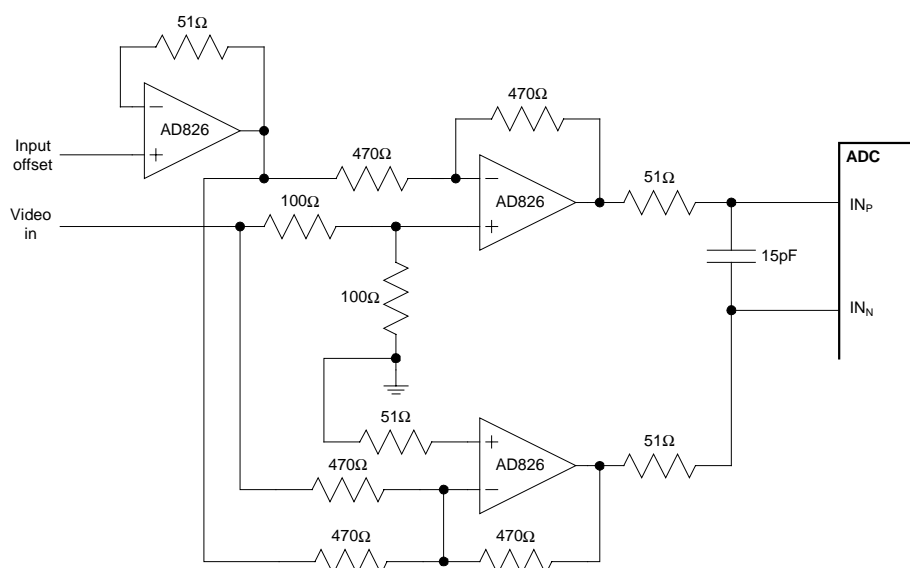 51Ω
AD826
Input
offset
470Ω
470Ω
AD826
51Ω
ADC
IN_P
Video
in
100Ω
100Ω
15pF
IN_N
51Ω
AD826
51Ω
470Ω
470Ω
470Ω